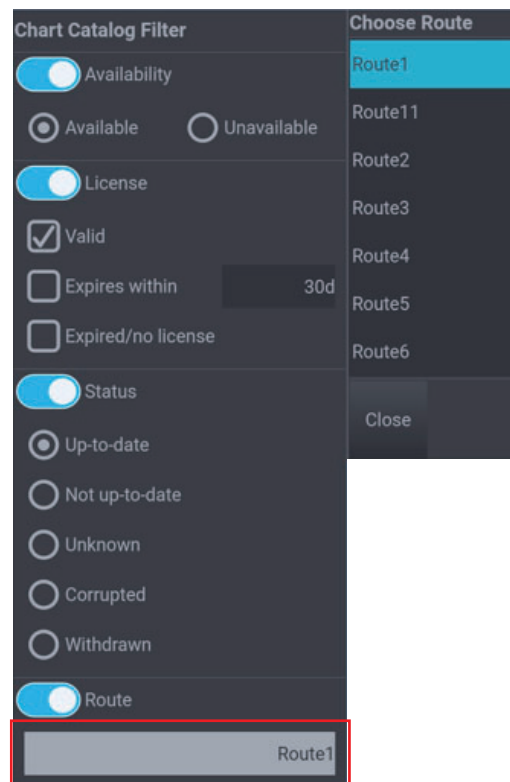 Chart Catalog Filter
Availability
Available Unavailable
License
Valid
Expires within 30d
Expired/no license
Status
Up-to-date
Not up-to-date
Unknown
Corrupted
Withdrawn
Route
Route1
Choose Route
Route1
Route11
Route2
Route3
Route4
Route5
Route6
Close